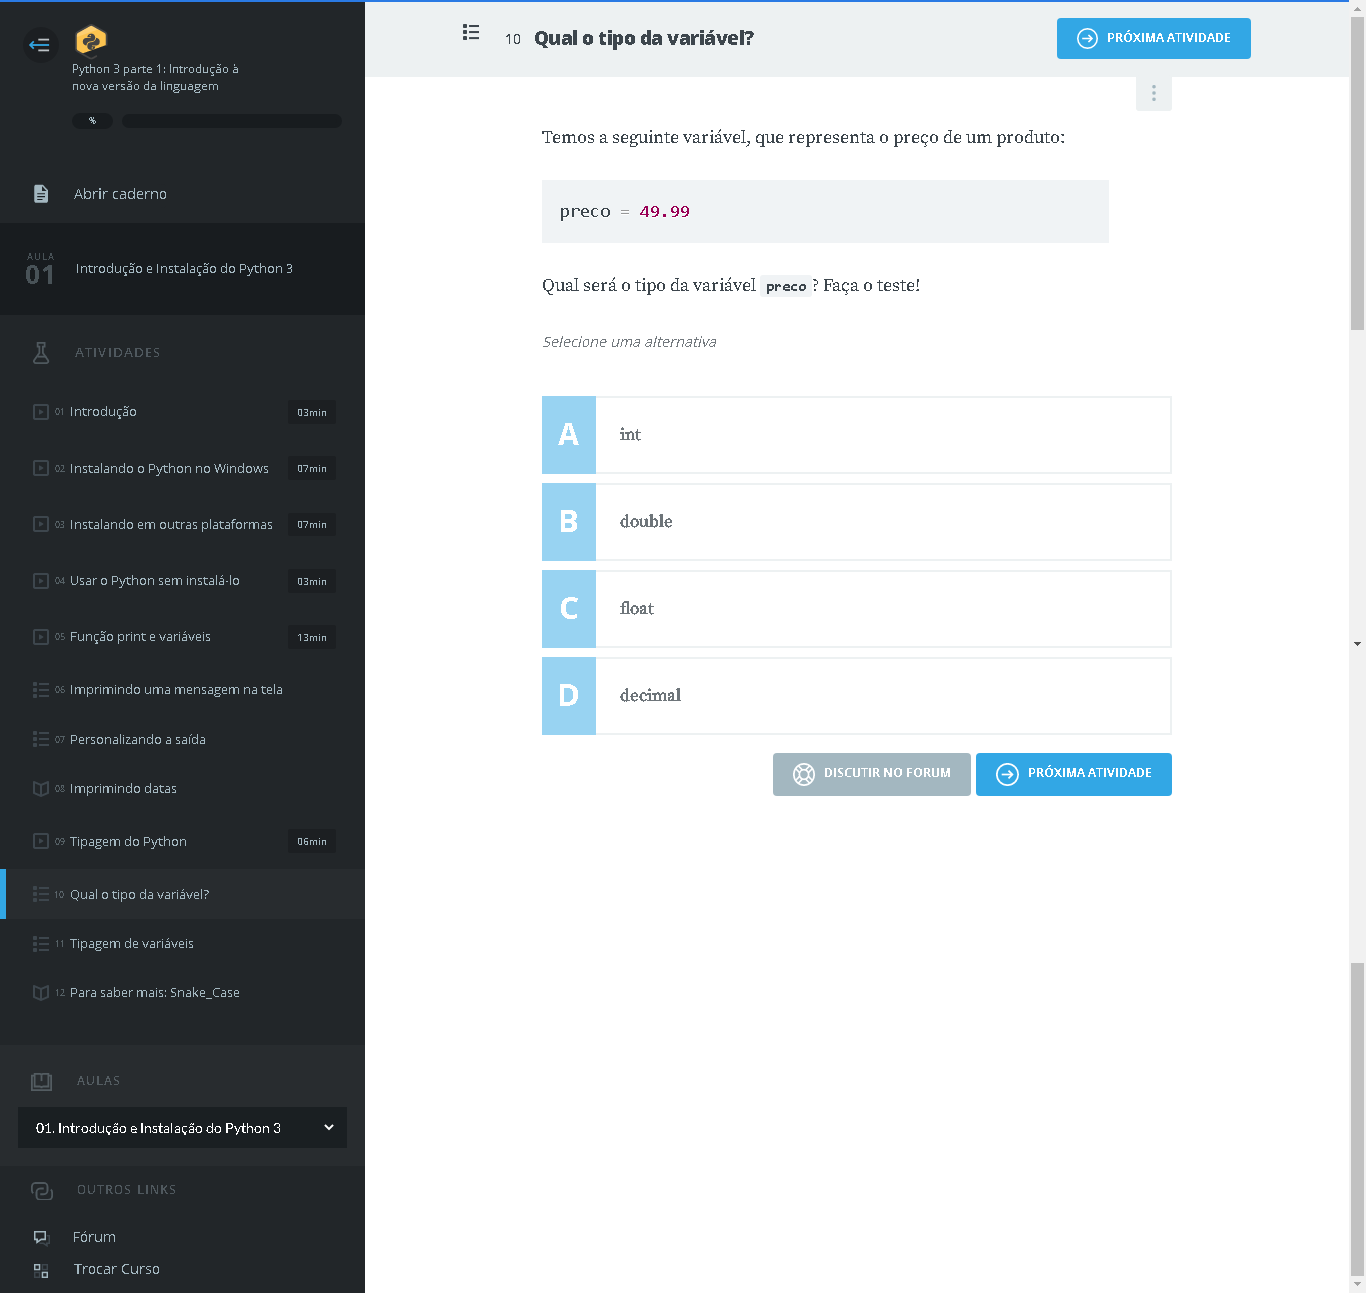 Python 3 parte 1: Introdução à
nova versão da linguagem
%
Abrir caderno
AULA
01
Introdução e Instalação do Python 3
ATIVIDADES
01 Introdução 03min
02 Instalando o Python no Windows 07min
03 Instalando em outras plataformas 07min
04 Usar o Python sem instalá-lo 03min
05 Função print e variáveis 13min
06 Imprimindo uma mensagem na tela
07 Personalizando a saída
08 Imprimindo datas
09 Tipagem do Python 06min
10 Qual o tipo da variável?
11 Tipagem de variáveis
12 Para saber mais: Snake_Case
AULAS
01. Introdução e Instalação do Python 3
OUTROS LINKS
Fórum
Trocar Curso
10 Qual o tipo da variável?
PRÓXIMA ATIVIDADE
Temos a seguinte variável, que representa o preço de um produto:
preco = 49.99
Qual será o tipo da variável preco? Faça o teste!
Selecione uma alternativa
A int
B double
C float
D decimal
DISCUTIR NO FORUM
PRÓXIMA ATIVIDADE